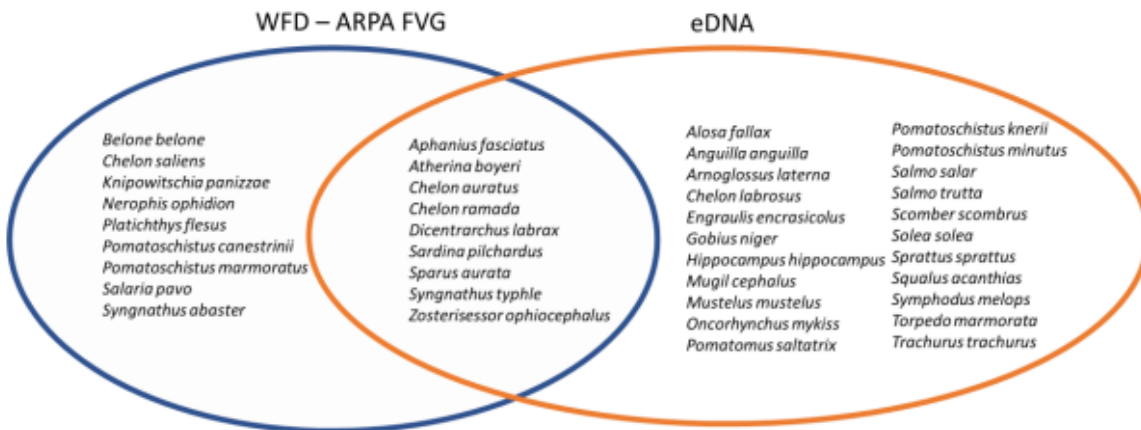 WFD – ARPA FVG
eDNA
Belone belone
Chelon saliens
Knipowitschia panizzae
Nerophis ophidion
Platichthys flesus
Pomatoschistus canestrinii
Pomatoschistus marmoratus
Salaria pavo
Syngnathus abaster
Aphanius fasciatus
Atherina boyeri
Chelon auratus
Chelon ramada
Dicentrarchus labrax
Sardina pilchardus
Sparus aurata
Syngnathus typhle
Zosterisessor ophiocephalus
Alosa fallax
Anguilla anguilla
Arnoglossus laterna
Chelon labrosus
Engraulis encrasicolus
Gobius niger
Hippocampus hippocampus
Mugil cephalus
Mustelus mustelus
Oncorhynchus mykiss
Pomatomus saltatrix
Pomatoschistus knerii
Pomatoschistus minutus
Salmo salar
Salmo trutta
Scomber scombrus
Solea solea
Sprattus sprattus
Squalus acanthias
Symphodus melops
Torpedo marmorata
Trachurus trachurus